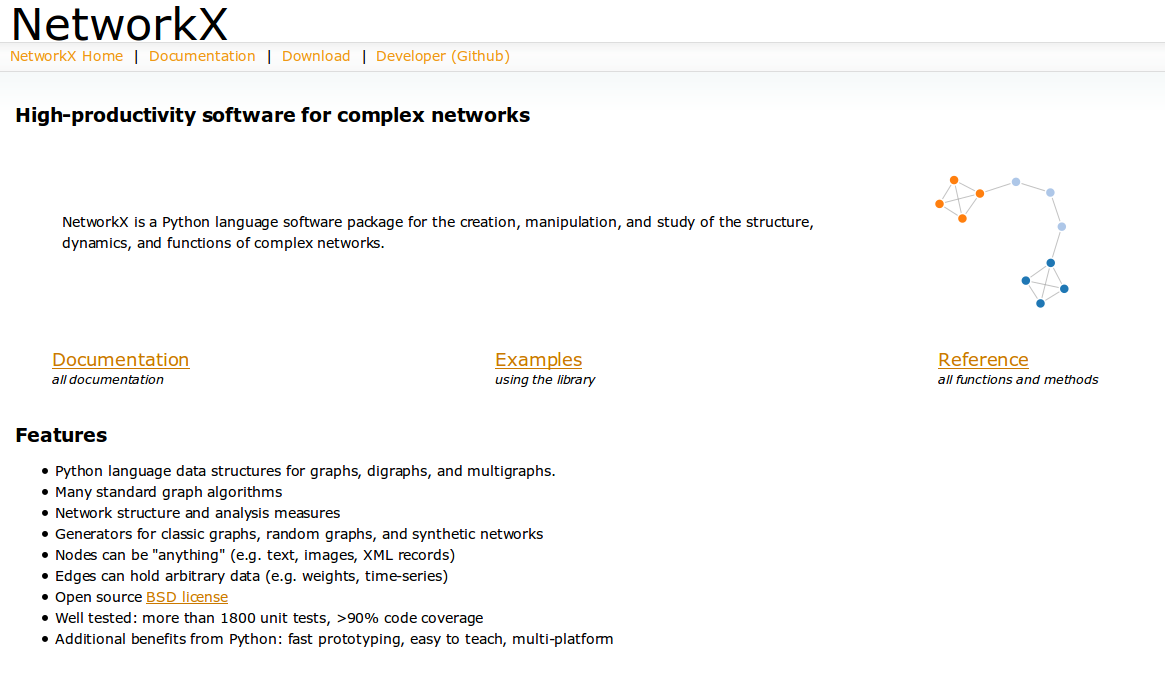 NetworkX
NetworkX Home | Documentation | Download | Developer (Github)
High-productivity software for complex networks
NetworkX is a Python language software package for the creation, manipulation, and study of the structure,
dynamics, and functions of complex networks.
Documentation Examples Reference
all documentation using the library all functions and methods
Features
• Python language data structures for graphs, digraphs, and multigraphs.
• Many standard graph algorithms
• Network structure and analysis measures
• Generators for classic graphs, random graphs, and synthetic networks
• Nodes can be "anything" (e.g. text, images, XML records)
• Edges can hold arbitrary data (e.g. weights, time-series)
• Open source BSD license
• Well tested: more than 1800 unit tests, >90% code coverage
• Additional benefits from Python: fast prototyping, easy to teach, multi-platform